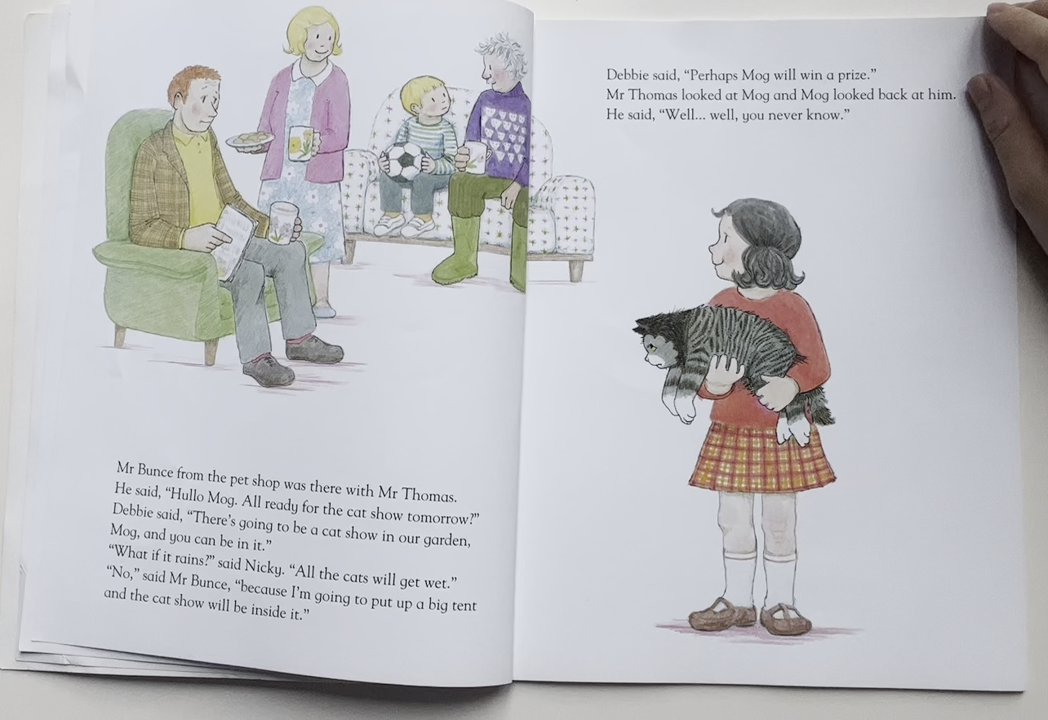 Mr Bunce from the pet shop was there with Mr Thomas.
He said, “Hullo Mog. All ready for the cat show tomorrow?”
Debbie said, “There’s going to be a cat show in our garden,
Mog, and you can be in it.”
“What if it rains?” said Nicky. “All the cats will get wet.”
“No,” said Mr Bunce, “because I’m going to put up a big tent
and the cat show will be inside it.”
Debbie said, “Perhaps Mog will win a prize.”
Mr Thomas looked at Mog and Mog looked back at him.
He said, “Well... well, you never know.”